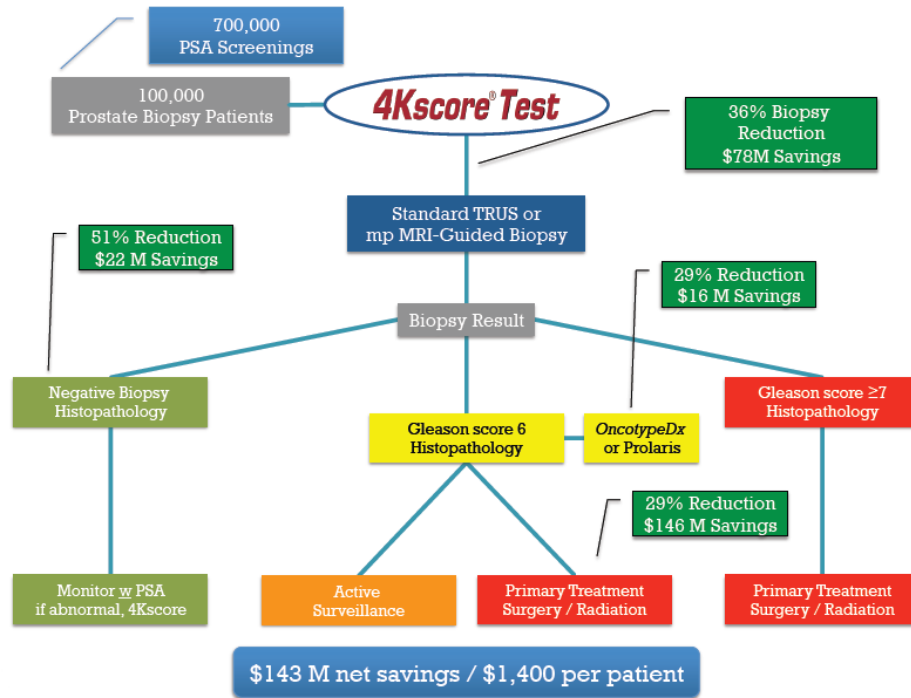 700,000
PSA Screenings
100,000
Prostate Biopsy Patients
4Kscore® Test
36% Biopsy
Reduction
$78M Savings
Standard TRUS or
mp MRI-Guided Biopsy
51% Reduction
$22 M Savings
29% Reduction
$16 M Savings
Biopsy Result
Negative Biopsy
Histopathology
Gleason score ≥7
Histopathology
Gleason score 6
Histopathology
OncotypeDx
or Prolaris
29% Reduction
$146 M Savings
Monitor w PSA
if abnormal, 4Kscore
Active
Surveillance
Primary Treatment
Surgery / Radiation
Primary Treatment
Surgery / Radiation
$143 M net savings / $1,400 per patient